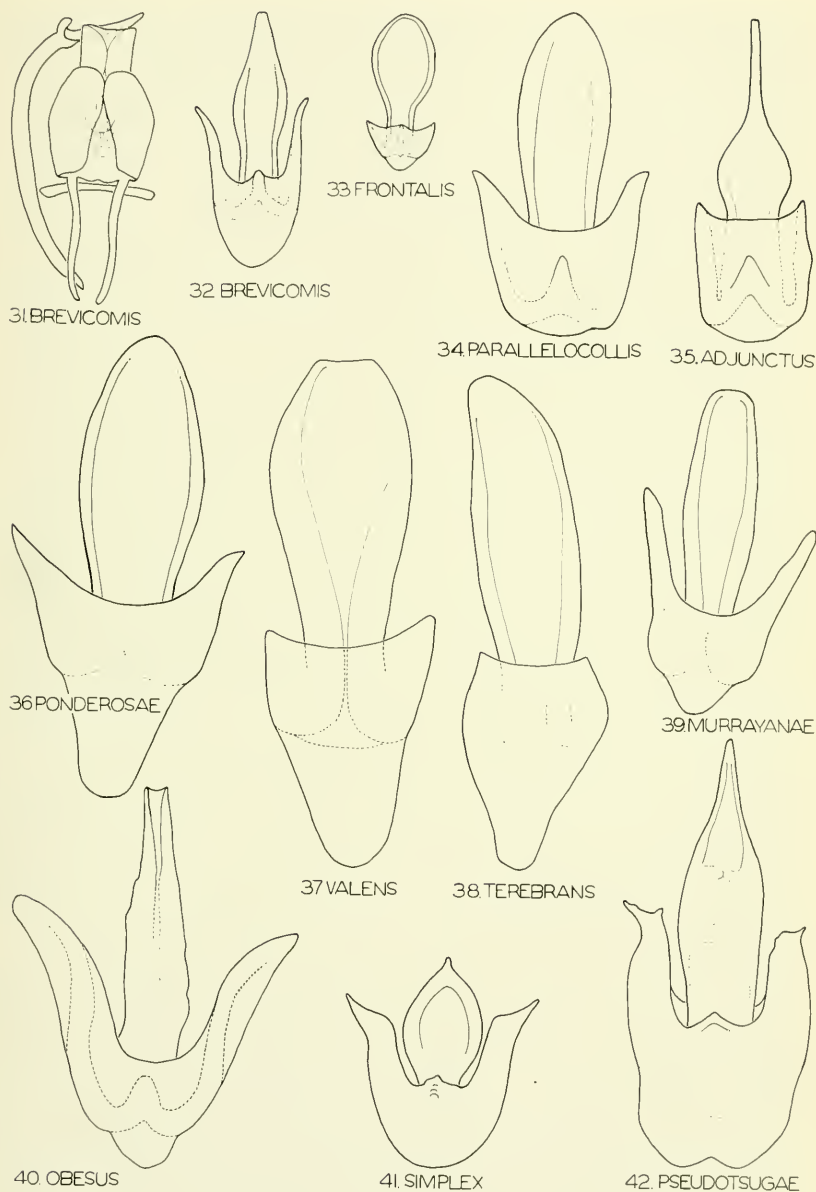 31. BREVICOMIS
32 BREVICOMIS
33 FRONTALIS
34. PARALLELOCOLLIS
35. ADJUNCTUS
36 PONDEROSAE
37 VALENS
38. TEREBRANS
39. MURRAYANAE
40. OBESUS
41. SIMPLEX
42. PSEUDOTSUGAE